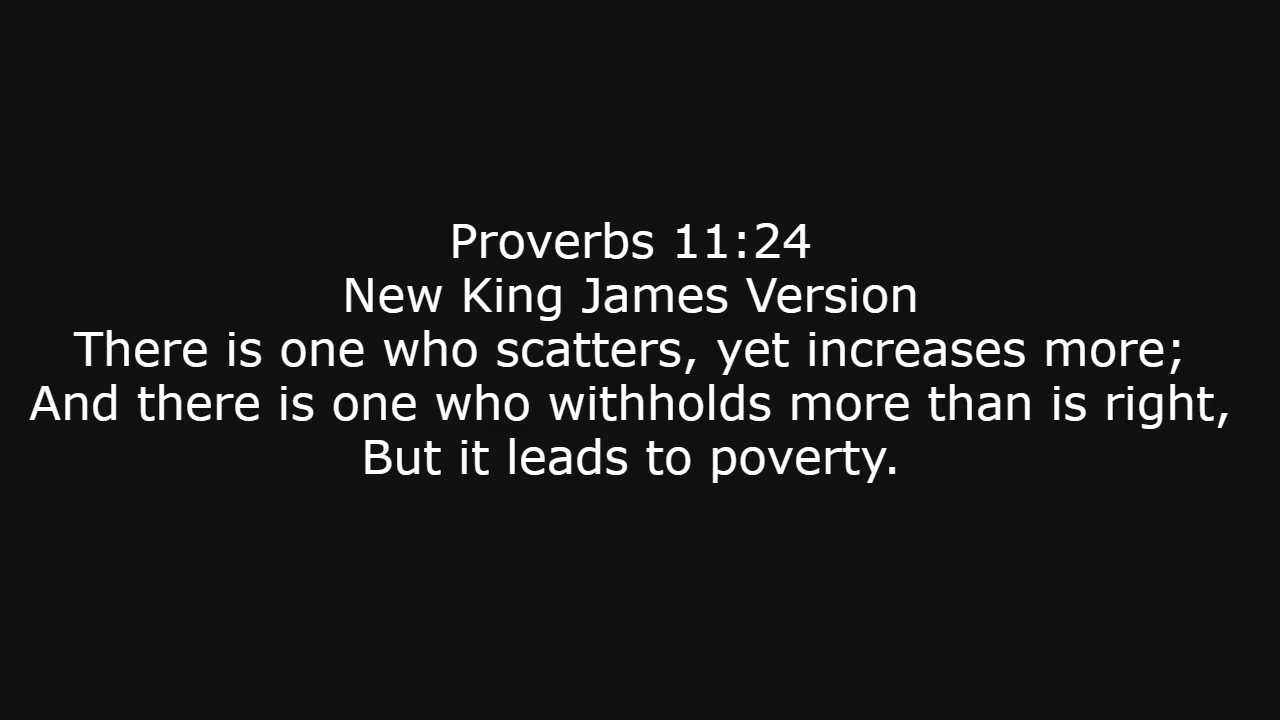 Proverbs 11:24
New King James Version
There is one who scatters, yet increases more;
And there is one who withholds more than is right,
But it leads to poverty.